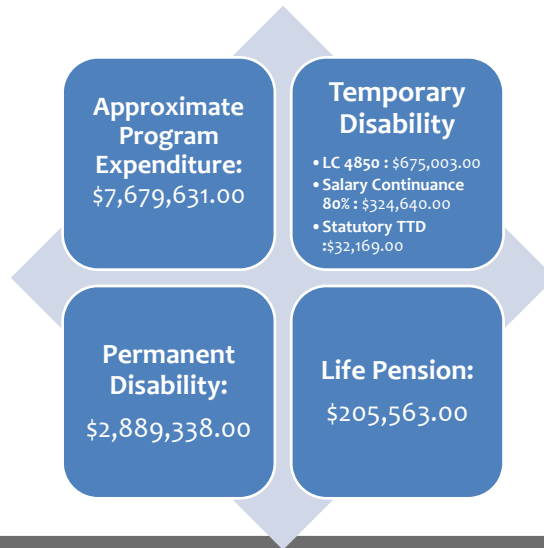 Approximate
Program
Expenditure:
$7,679,631.00
Temporary
Disability
• LC 4850 : $675,003.00
• Salary Continuance
80% : $324,640.00
• Statutory TTD
:$32,169.00
Permanent
Disability:
$2,889,338.00
Life Pension:
$205,563.00